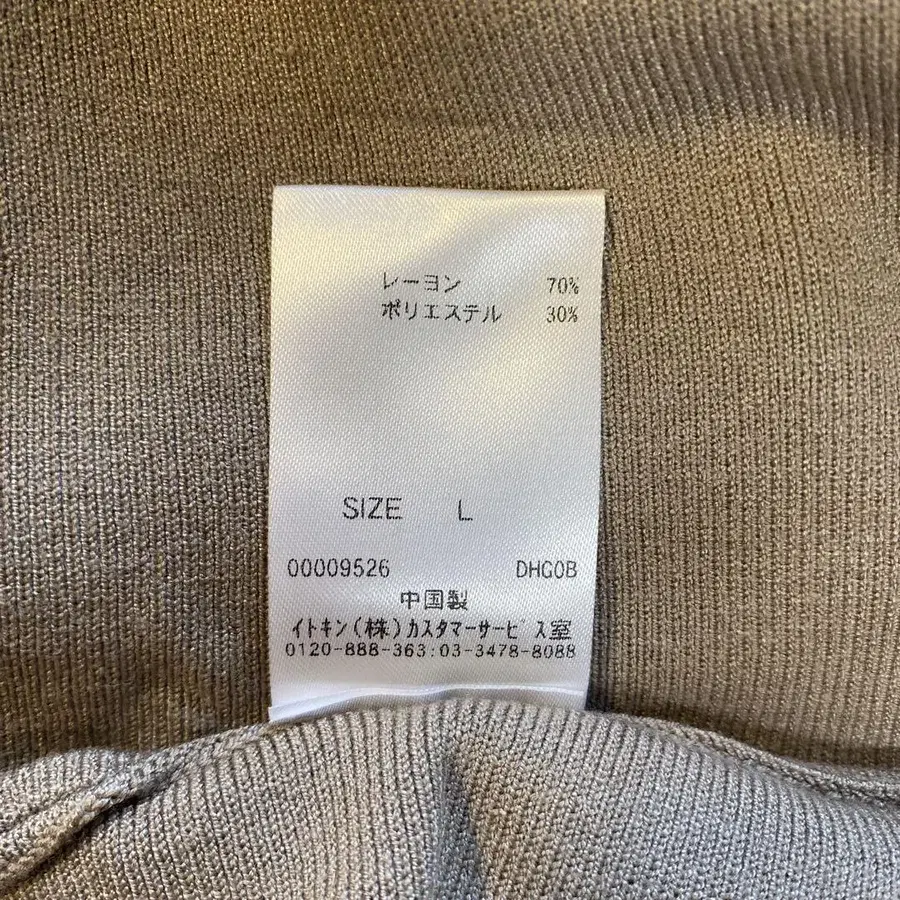 レーヨン 70%
ポリエステル 30%
SIZE L
00009526 DHG0B
中国製
イトキン(株)カスタマーサービス室
0120-888-363:03-3478-8088